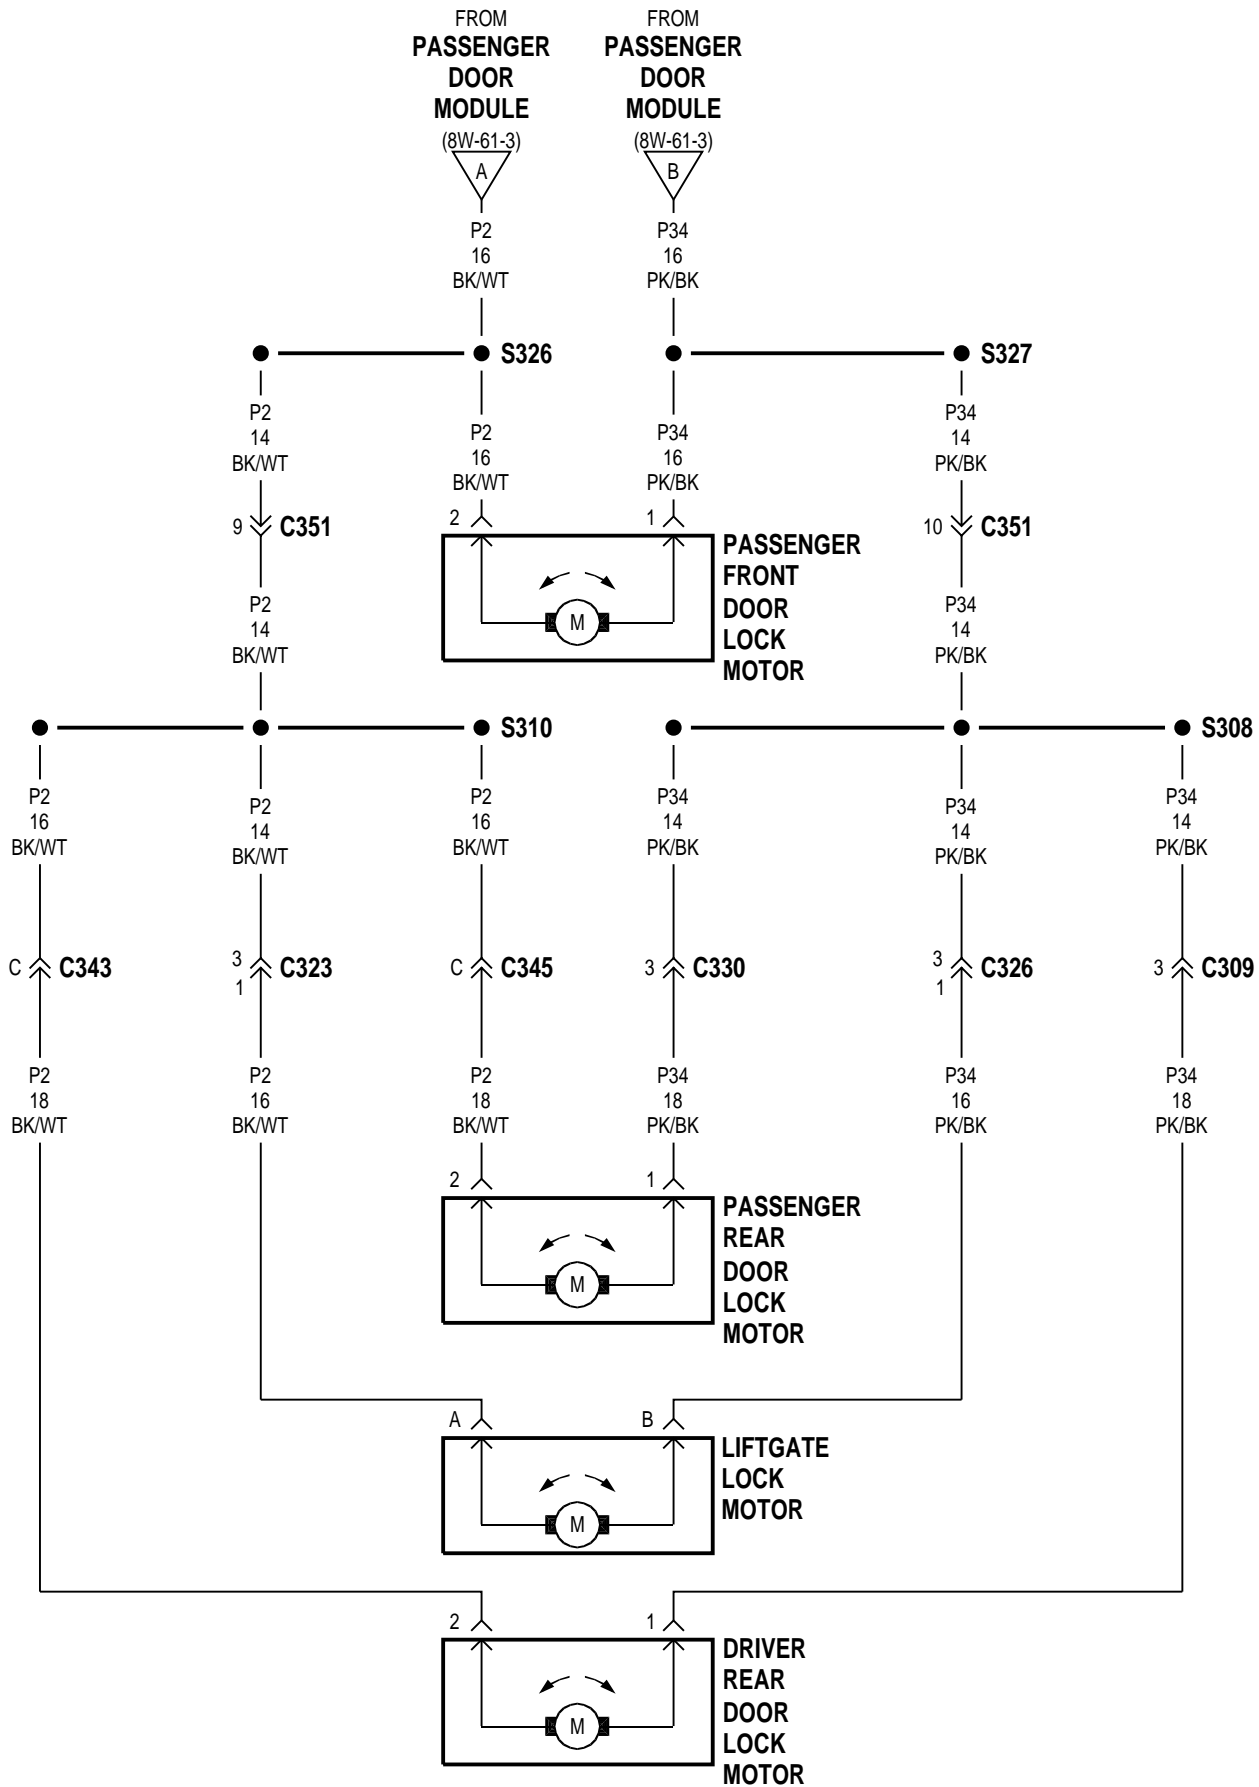 FROM
PASSENGER
DOOR
MODULE
(8W-61-3)
A
FROM
PASSENGER
DOOR
MODULE
(8W-61-3)
B
P2
16
BK/WT
P34
16
PK/BK
S326
S327
P2
14
BK/WT
P2
16
BK/WT
P34
16
PK/BK
P34
14
PK/BK
9 C351
2
1
10 C351
PASSENGER
FRONT
DOOR
LOCK
MOTOR
M
P2
14
BK/WT
P34
14
PK/BK
S310
S308
P2
16
BK/WT
P2
14
BK/WT
P2
16
BK/WT
P34
14
PK/BK
P34
14
PK/BK
P34
14
PK/BK
C C343
3
1 C323
C C345
3 C330
3
1 C326
3 C309
P2
18
BK/WT
P2
16
BK/WT
P2
18
BK/WT
P34
18
PK/BK
P34
16
PK/BK
P34
18
PK/BK
2
1
PASSENGER
REAR
DOOR
LOCK
MOTOR
M
A
B
LIFTGATE
LOCK
MOTOR
M
2
1
DRIVER
REAR
DOOR
LOCK
MOTOR
M